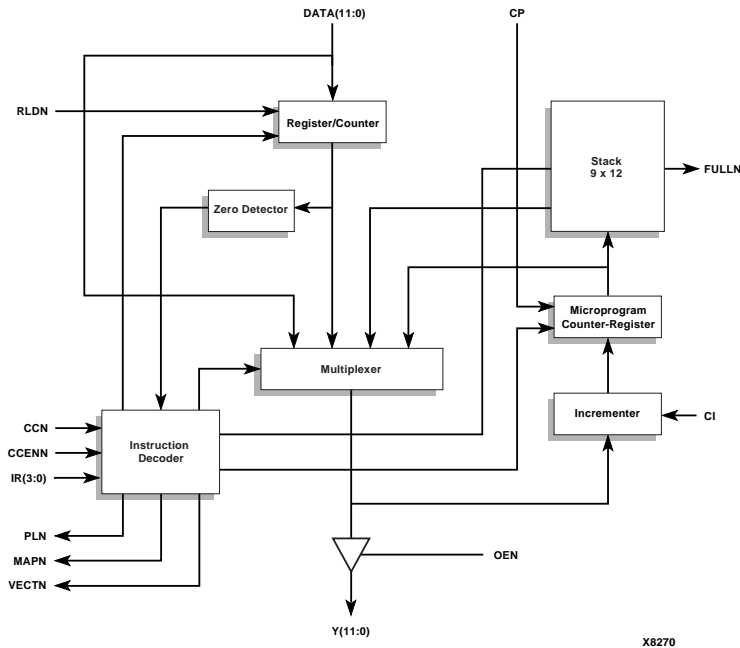 DATA(11:0)
CP
RLDN
Register/Counter
Stack
9 x 12
FULLN
Zero Detector
Microprogram
Counter-Register
Multiplexer
Incrementer
CI
CCN
CCENN
IR(3:0)
Instruction
Decoder
PLN
MAPN
VECTN
OEN
Y(11:0)
X8270